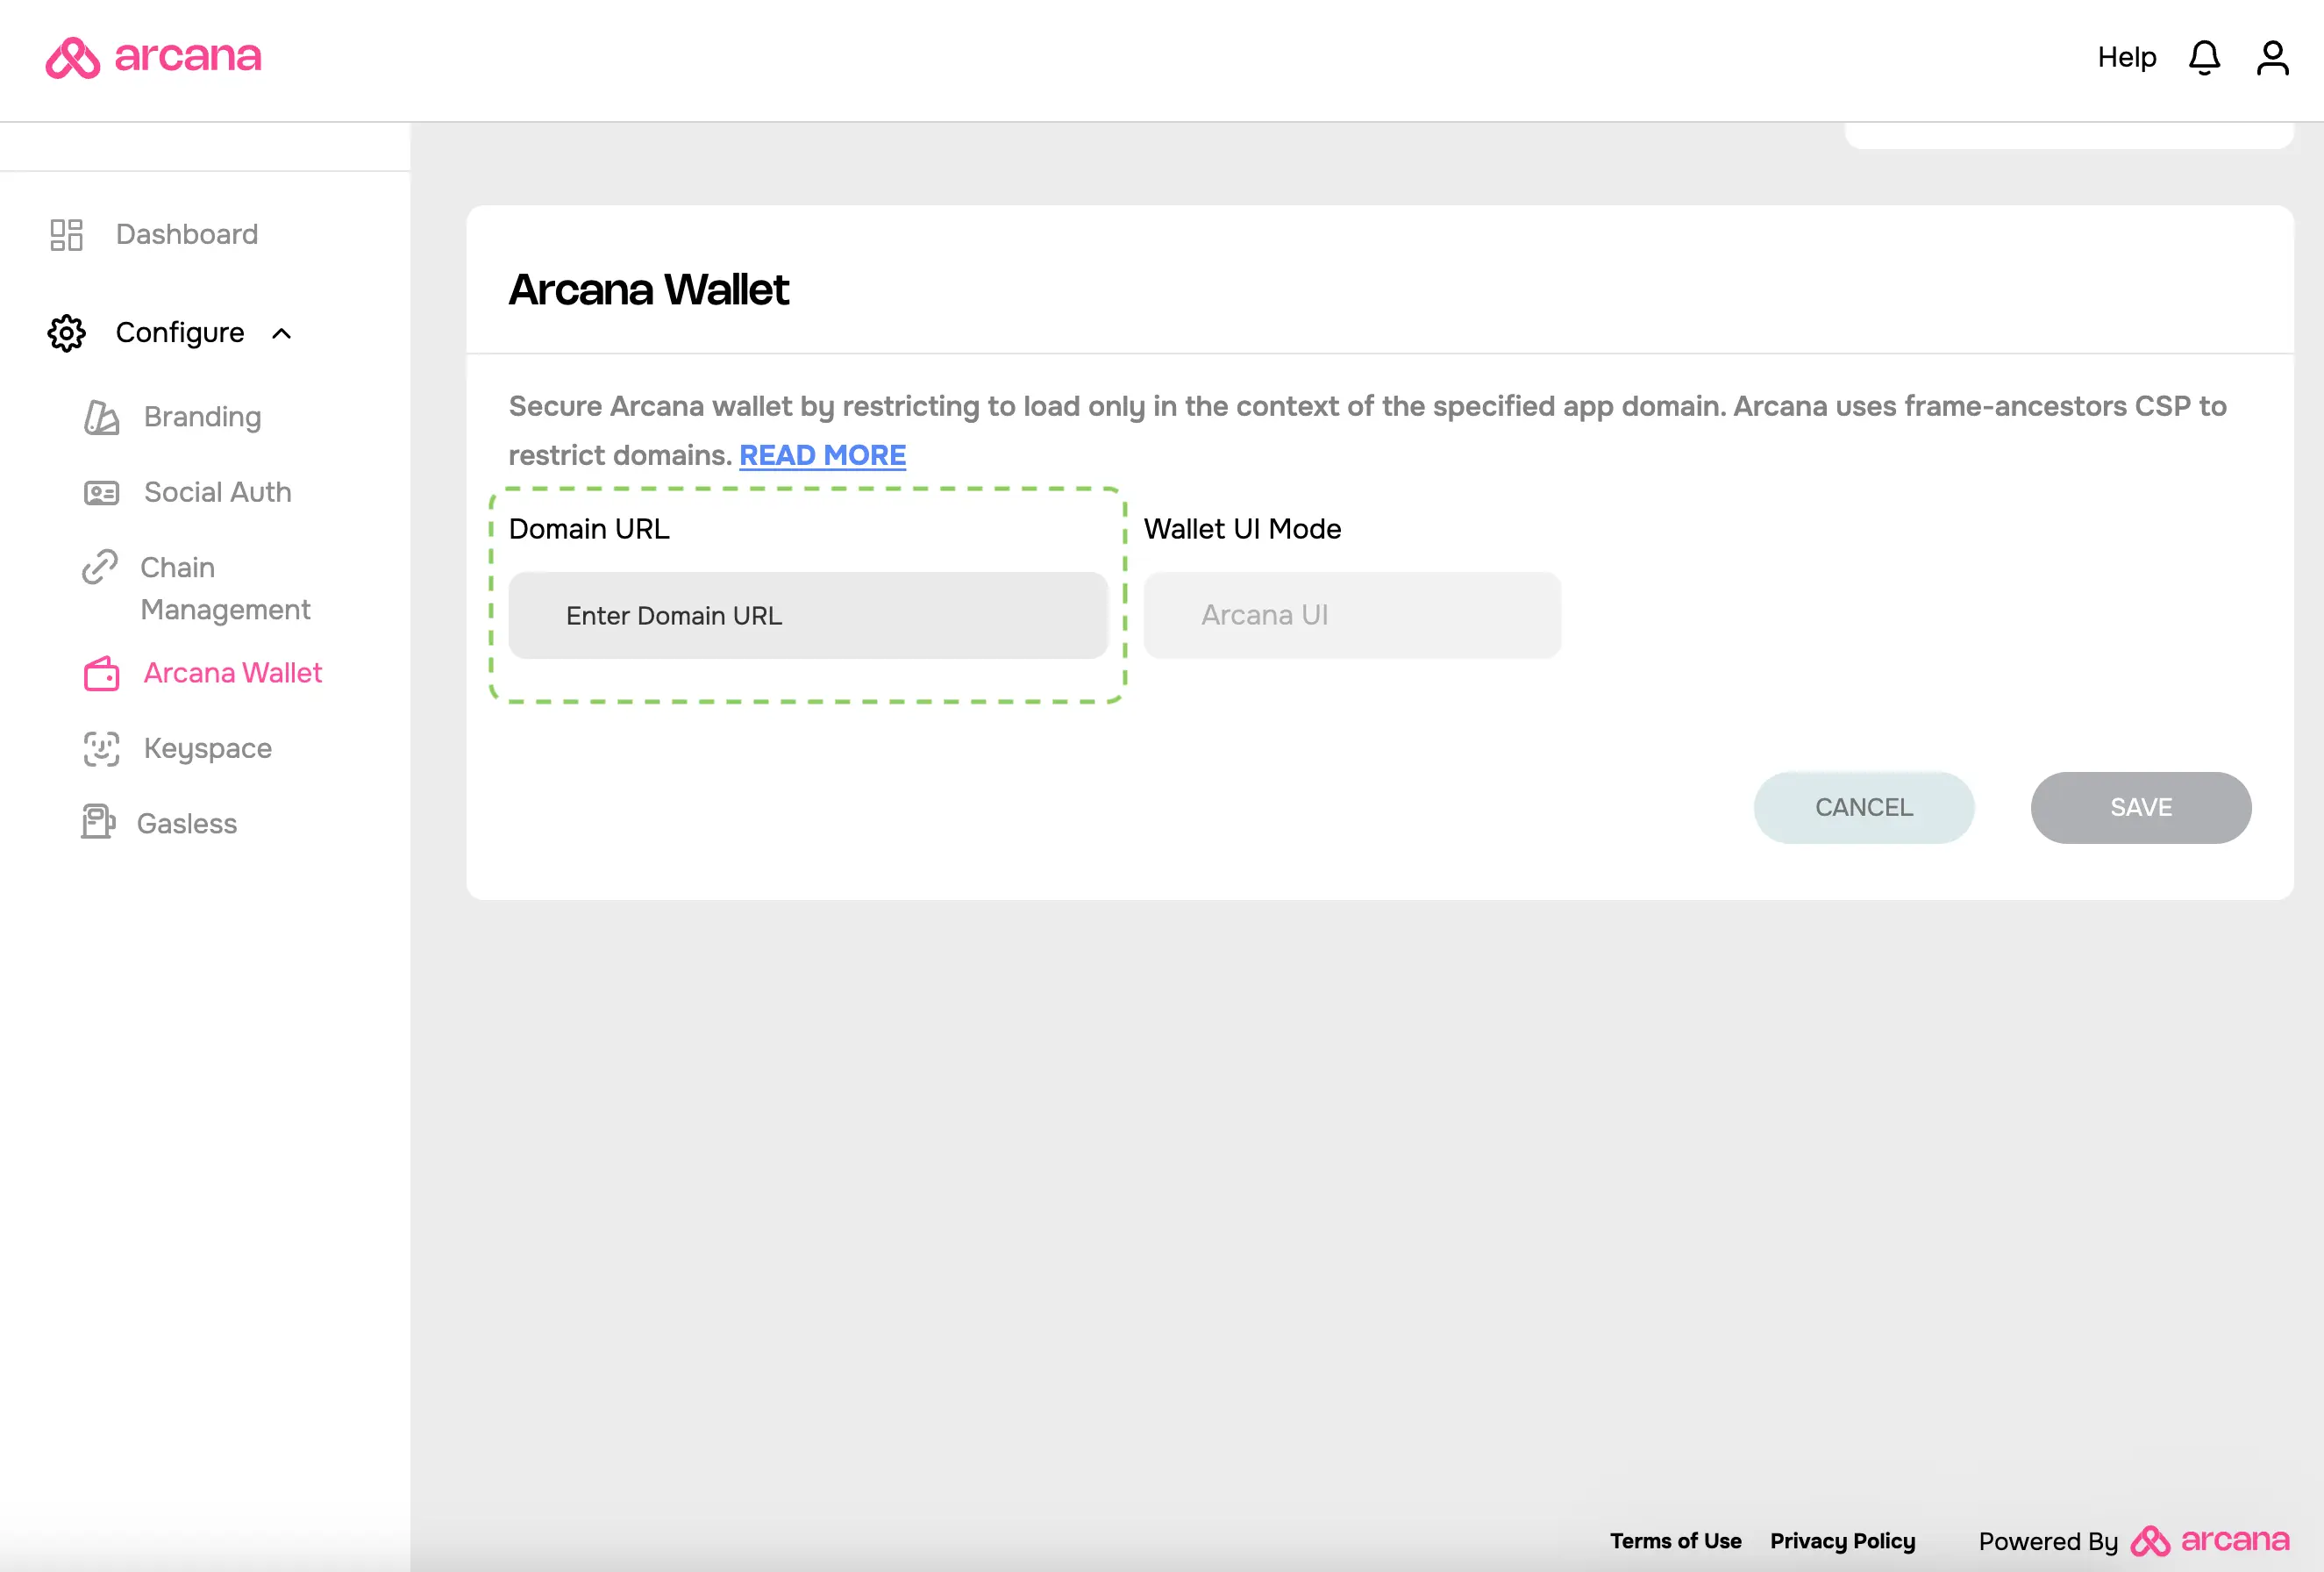 arcana
Help
Dashboard
Configure
Branding
Social Auth
Chain
Management
Arcana Wallet
Keyspace
Gasless
Arcana Wallet
Secure Arcana wallet by restricting to load only in the context of the specified app domain. Arcana uses frame-ancestors CSP to
restrict domains. READ MORE
Domain URL
Wallet UI Mode
Enter Domain URL
Arcana UI
CANCEL
SAVE
Terms of Use
Privacy Policy
Powered By arcana